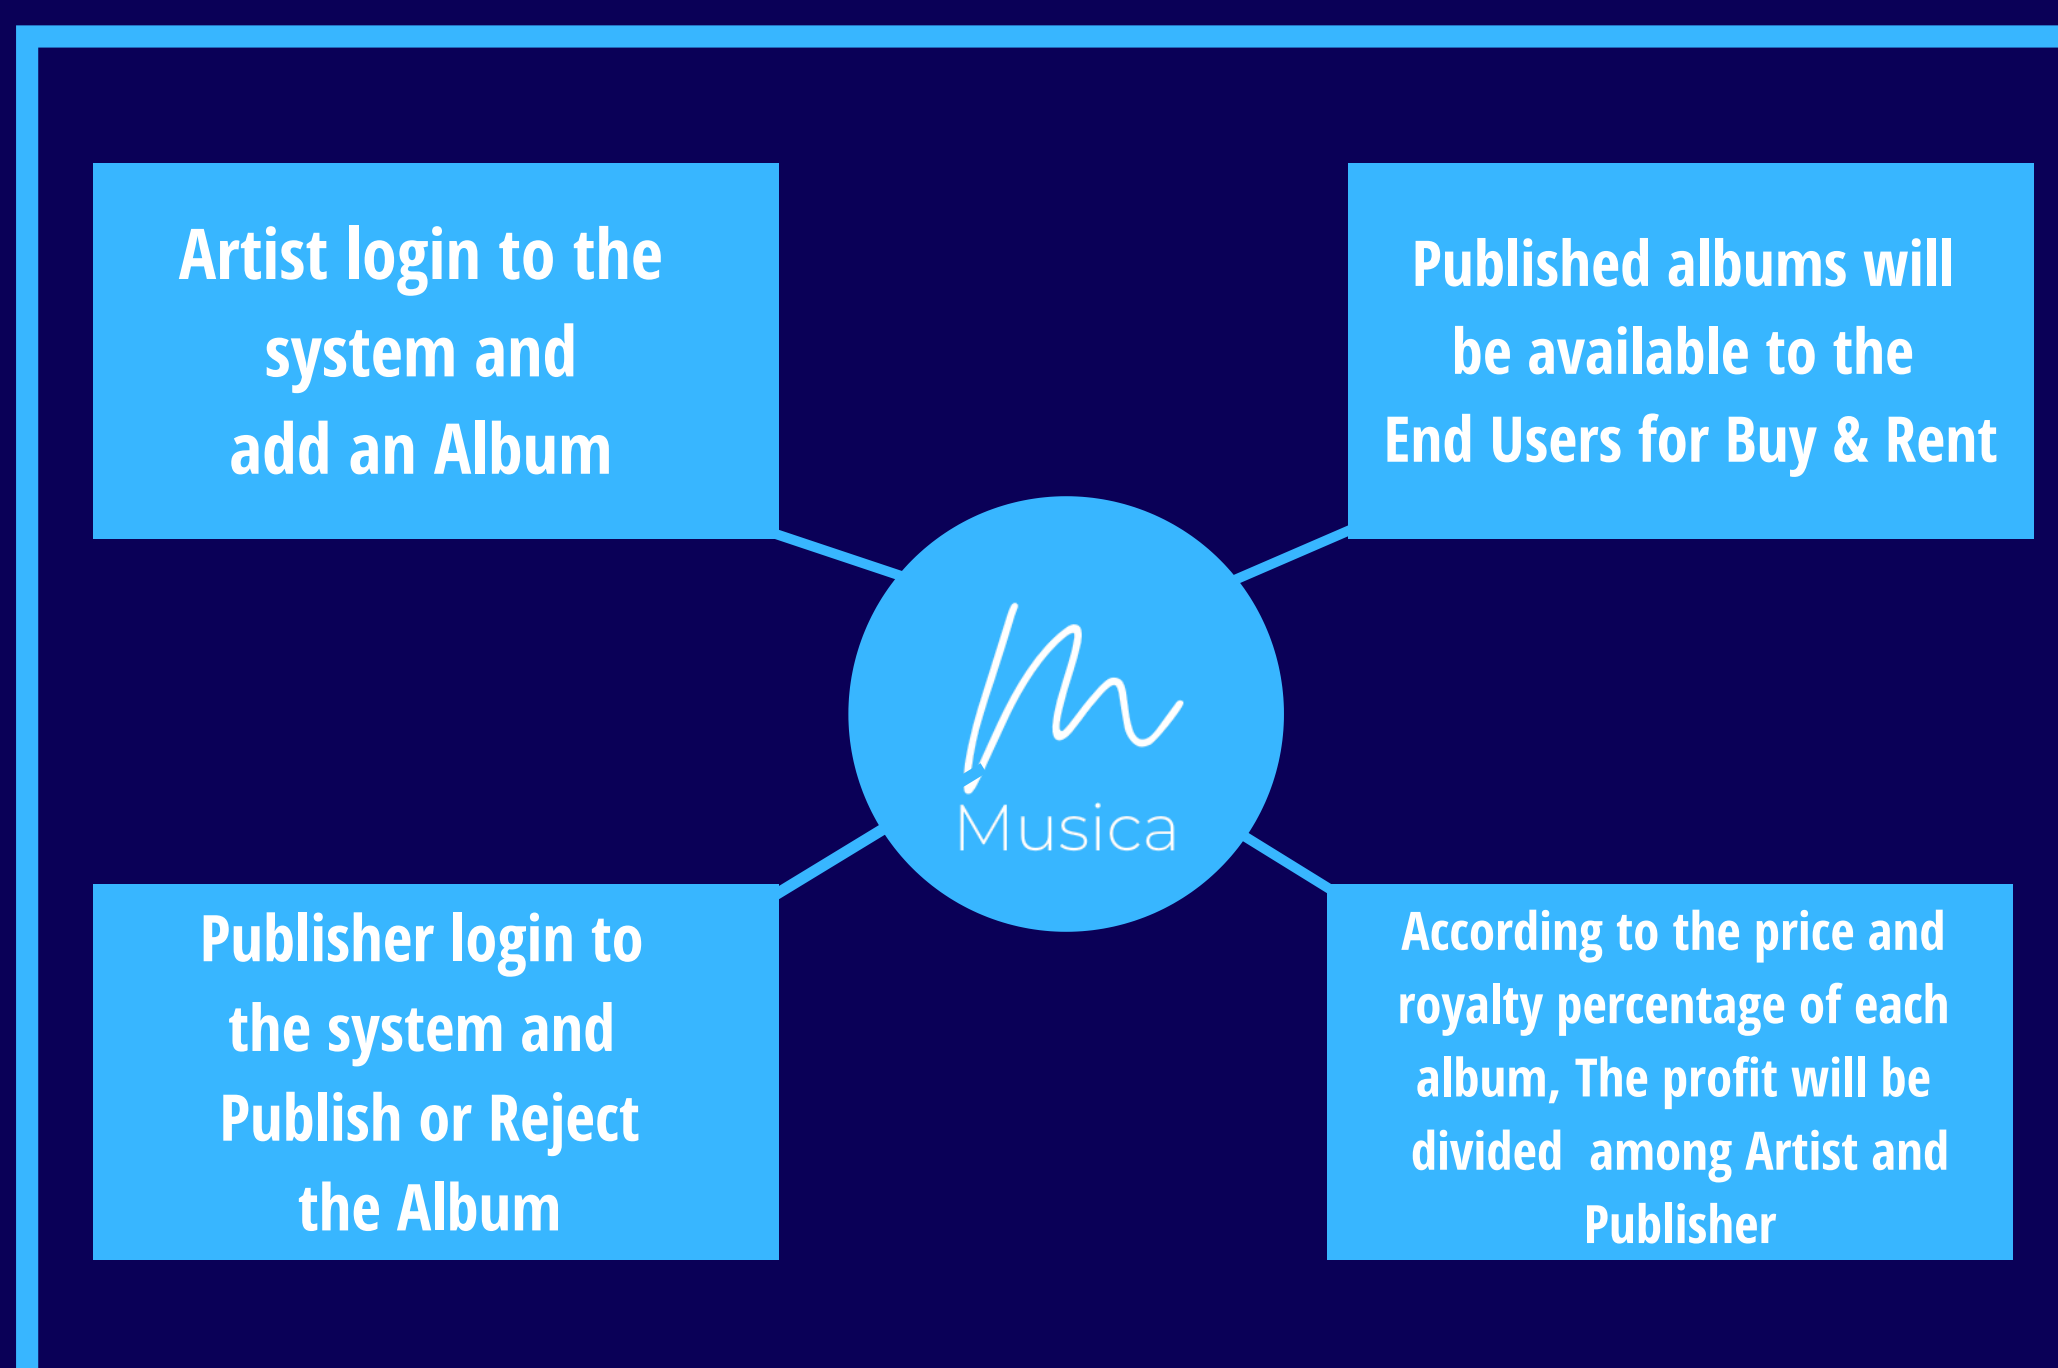 Artist login to the
system and
add an Album
Published albums will
be available to the
End Users for Buy & Rent
Musica
Publisher login to
the system and
Publish or Reject
the Album
According to the price and
royalty percentage of each
album, The profit will be
divided  among Artist and
Publisher